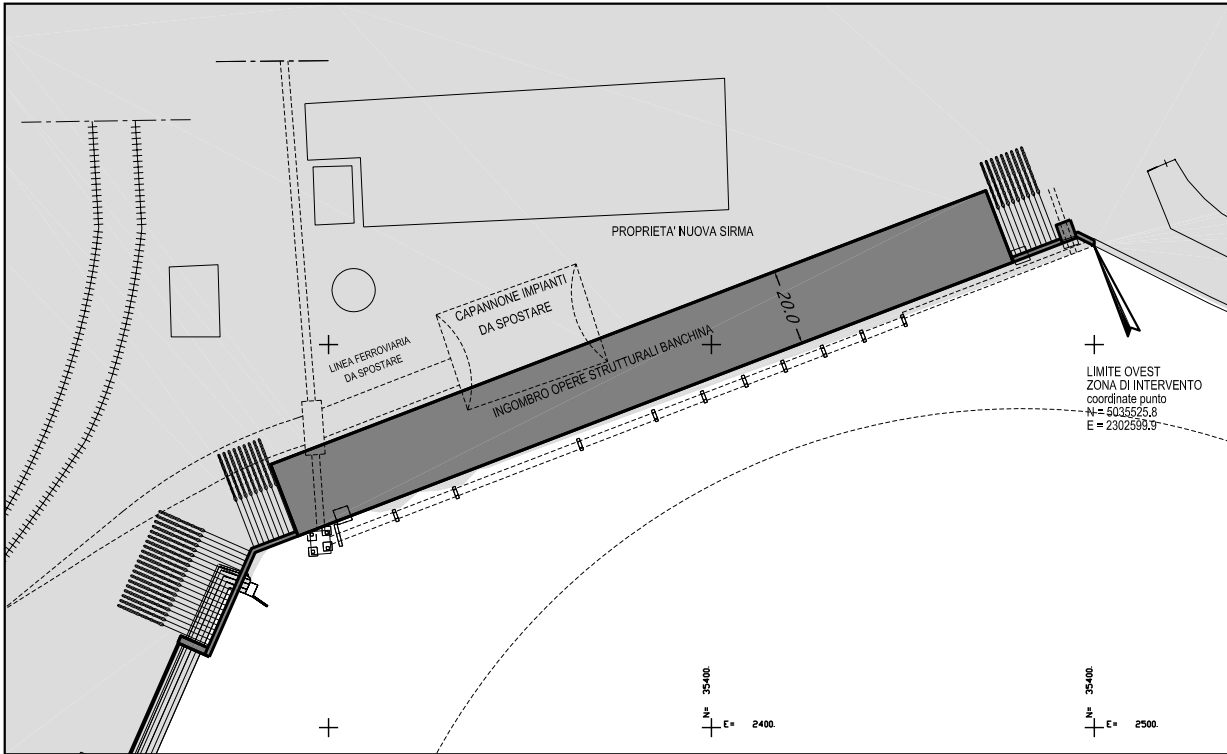 PROPRIETA' NUOVA SIRMA
CAPANNONE IMPIANTI
DA SPOSTARE
20.0
LINEA FERROVIARIA
DA SPOSTARE
INGOMBRO OPERE STRUTTURALI BANCHINA
LIMITE OVEST
ZONA DI INTERVENTO
coordinate punto
N = 5035525.8
E = 2302599.9
N= 35400.
E= 2400.
N= 35400.
E= 2500.